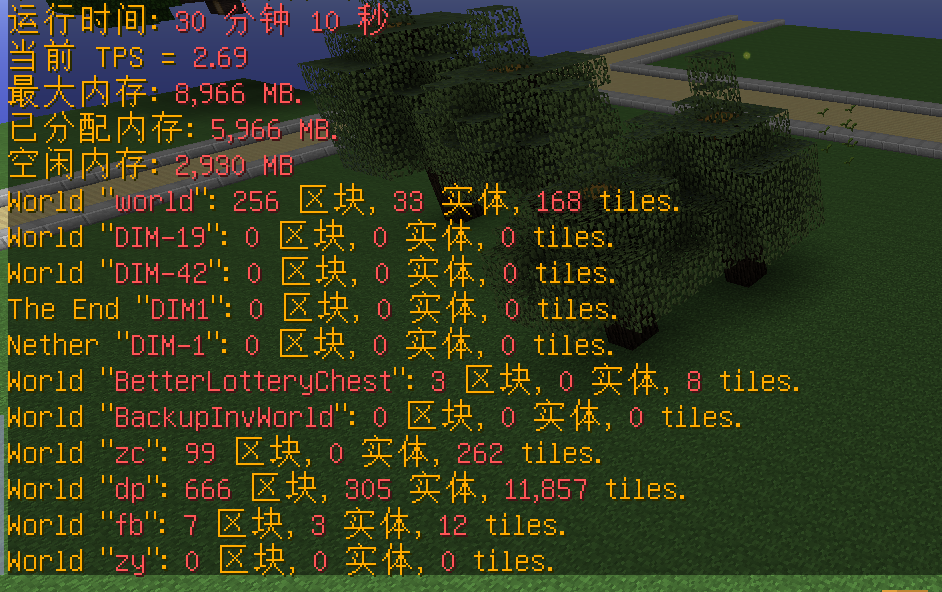 运行时间: 30 分钟 10 秒
当前 TPS = 2.69
最大内存: 8,966 MB.
已分配内存: 5,966 MB.
空闲内存: 2,930 MB
World "world": 256 区块, 33 实体, 168 tiles.
World "DIM-19": 0 区块, 0 实体, 0 tiles.
World "DIM-42": 0 区块, 0 实体, 0 tiles.
The End "DIM1": 0 区块, 0 实体, 0 tiles.
Nether "DIM-1": 0 区块, 0 实体, 0 tiles.
World "BetterLotteryChest": 3 区块, 0 实体, 8 tiles.
World "BackupInvWorld": 0 区块, 0 实体, 0 tiles.
World "zc": 99 区块, 0 实体, 262 tiles.
World "dp": 666 区块, 305 实体, 11,857 tiles.
World "fb": 7 区块, 3 实体, 12 tiles.
World "zy": 0 区块, 0 实体, 0 tiles.